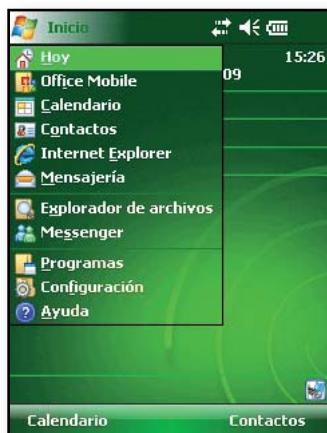 Inicio
Hoy 15:26
09
Office Mobile
Calendario
Contactos
Internet Explorer
Mensajería
Explorador de archivos
Messenger
Programas
Configuración
Ayuda
Calendario Contactos